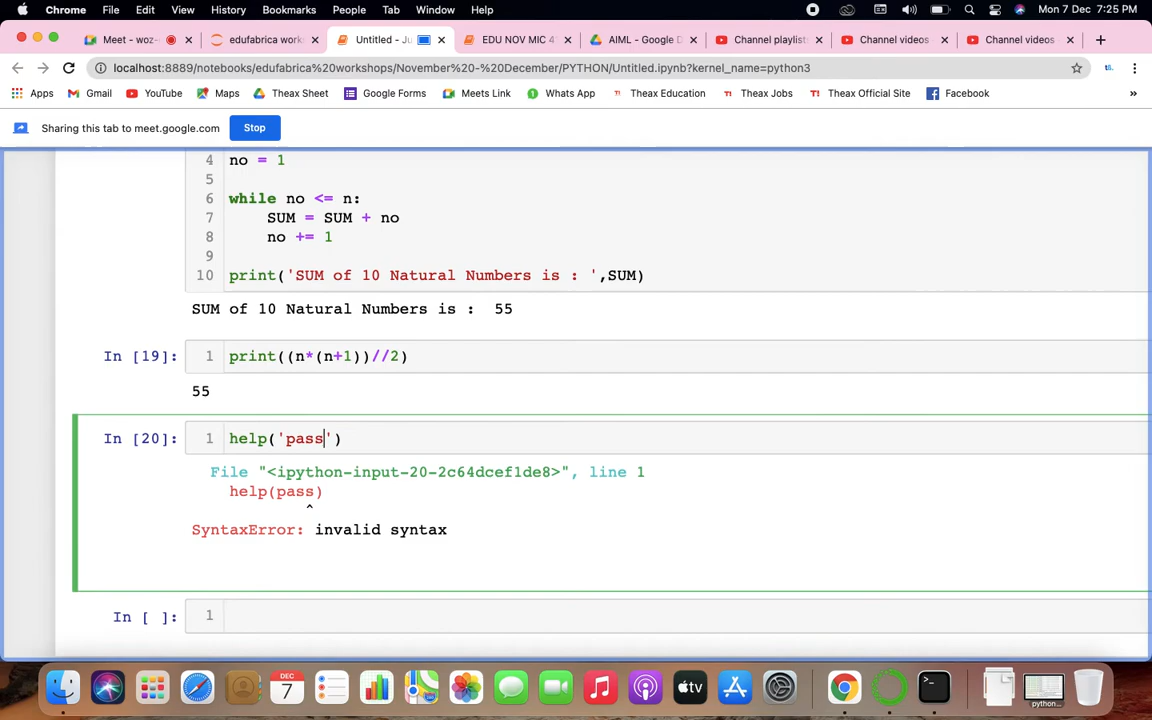 Chrome File Edit View History Bookmarks People Tab Window Help Mon 7 Dec 7:25 PM
Meet - woz- edufabrica work Untitled - Ju EDU NOV MIC 4 AIML - Google D Channel playlist Channel videos - Channel videos
localhost:8889/notebooks/edufabrica%20workshops/November%20-%20December/PYTHON/Untitled.ipynb?kernel_name=python3
Apps Gmail YouTube Maps Theax Sheet Google Forms Meets Link Whats App Theax Education Theax Jobs Theax Official Site Facebook »
Sharing this tab to meet.google.com Stop
4 no = 1
5
6 while no <= n:
7 SUM = SUM + no
8 no += 1
9
10 print('SUM of 10 Natural Numbers is : ',SUM)
SUM of 10 Natural Numbers is :  55
In [19]: 1 print((n*(n+1))//2)
55
In [20]: 1 help('pass')
File "<ipython-input-20-2c64dcef1de8>", line 1
help(pass)
^
SyntaxError: invalid syntax
In [ ]: 1
DEC
7
tv
>_
python...